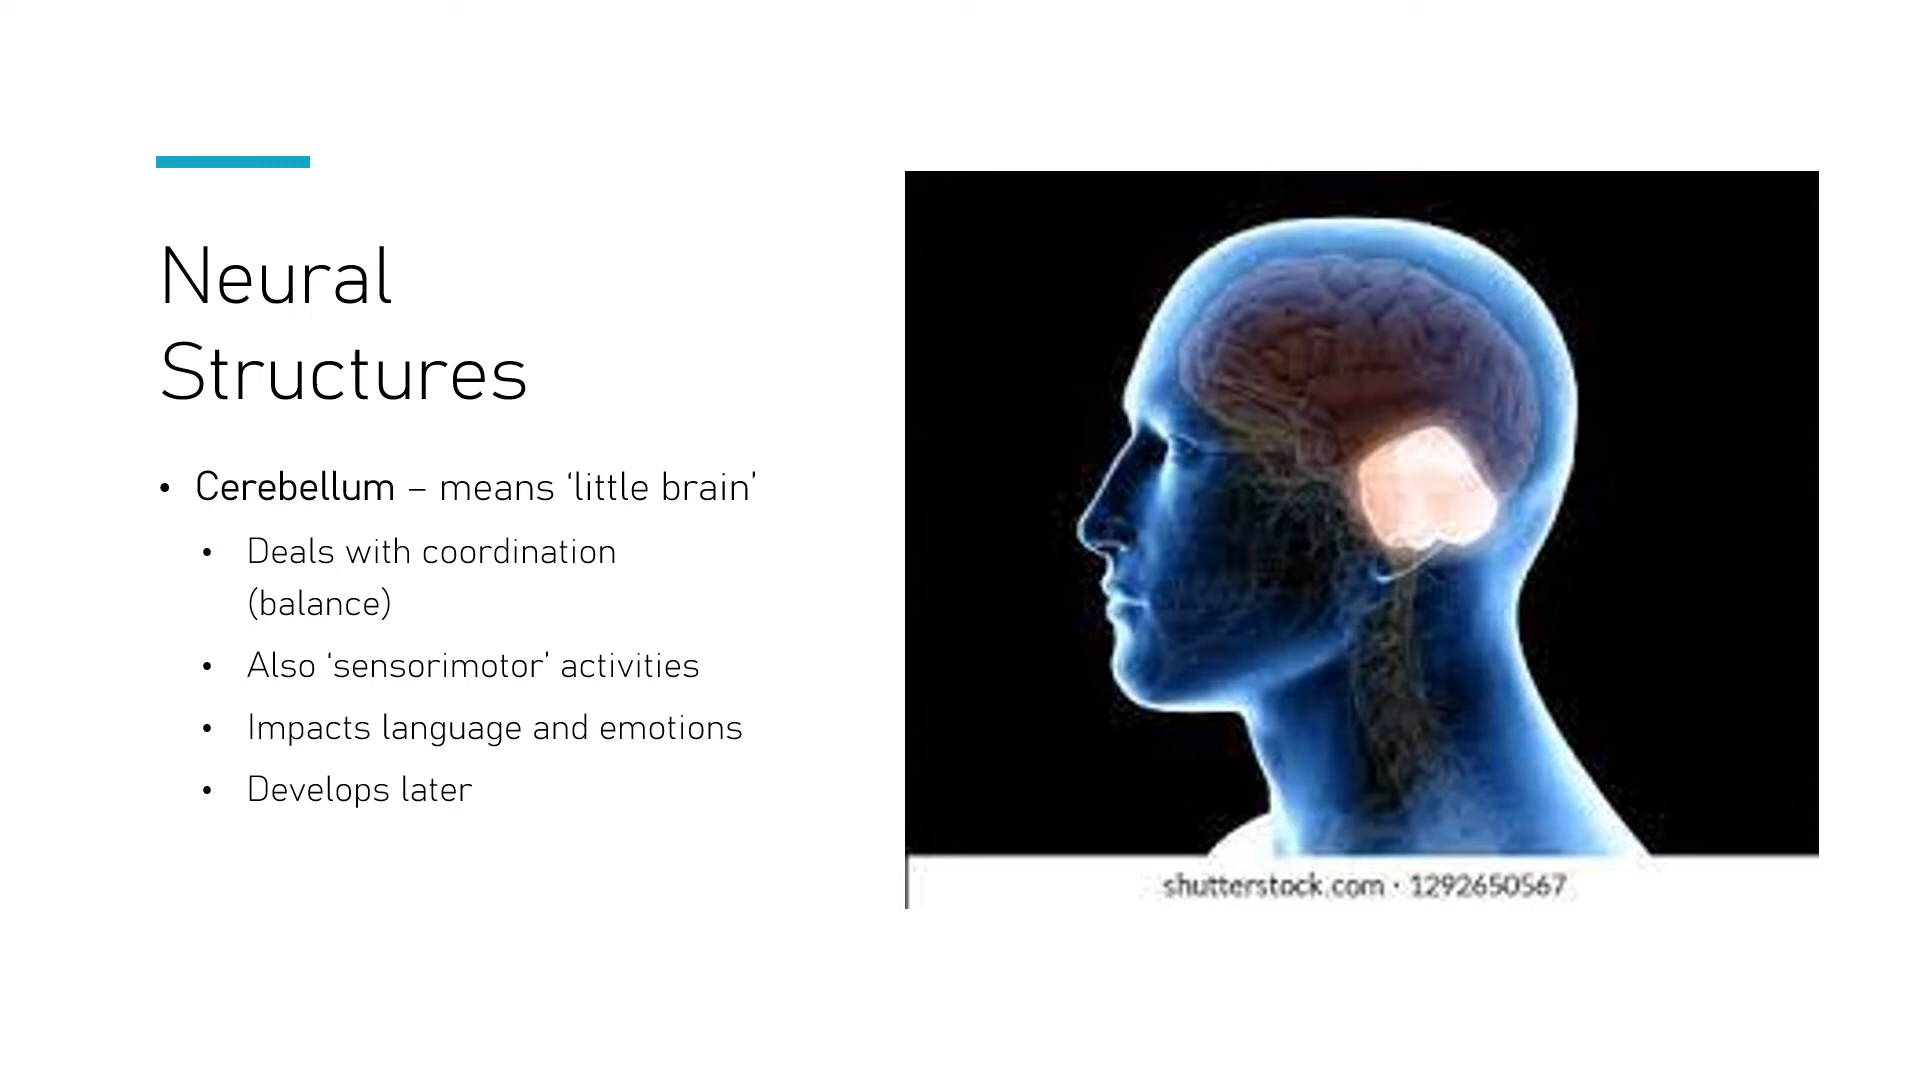 Neural
Structures
• Cerebellum – means ‘little brain’
• Deals with coordination
(balance)
• Also ‘sensorimotor’ activities
• Impacts language and emotions
• Develops later
shutterstock.com · 1292650567